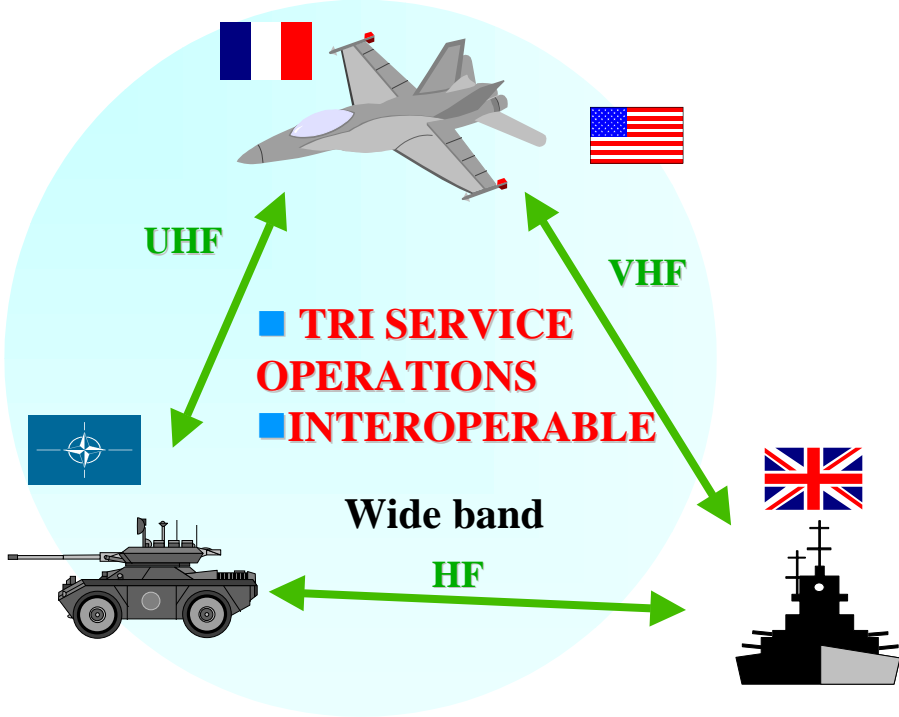 UHF
VHF
TRI SERVICE
OPERATIONS
INTEROPERABLE
Wide band
HF